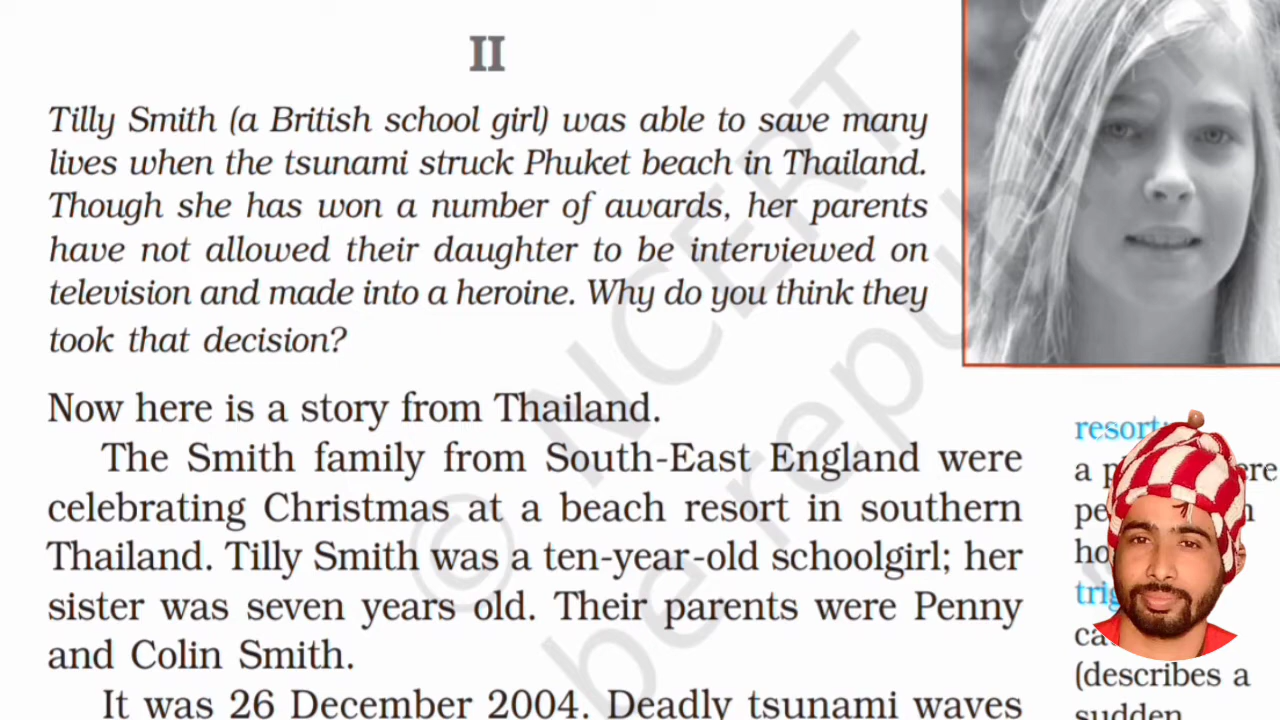 II
Tilly Smith (a British school girl) was able to save many
lives when the tsunami struck Phuket beach in Thailand.
Though she has won a number of awards, her parents
have not allowed their daughter to be interviewed on
television and made into a heroine. Why do you think they
took that decision?
Now here is a story from Thailand.
The Smith family from South-East England were
celebrating Christmas at a beach resort in southern
Thailand. Tilly Smith was a ten-year-old schoolgirl; her
sister was seven years old. Their parents were Penny
and Colin Smith.
It was 26 December 2004. Deadly tsunami waves
resort:
a
(describes a
sudden
© NCERT
be